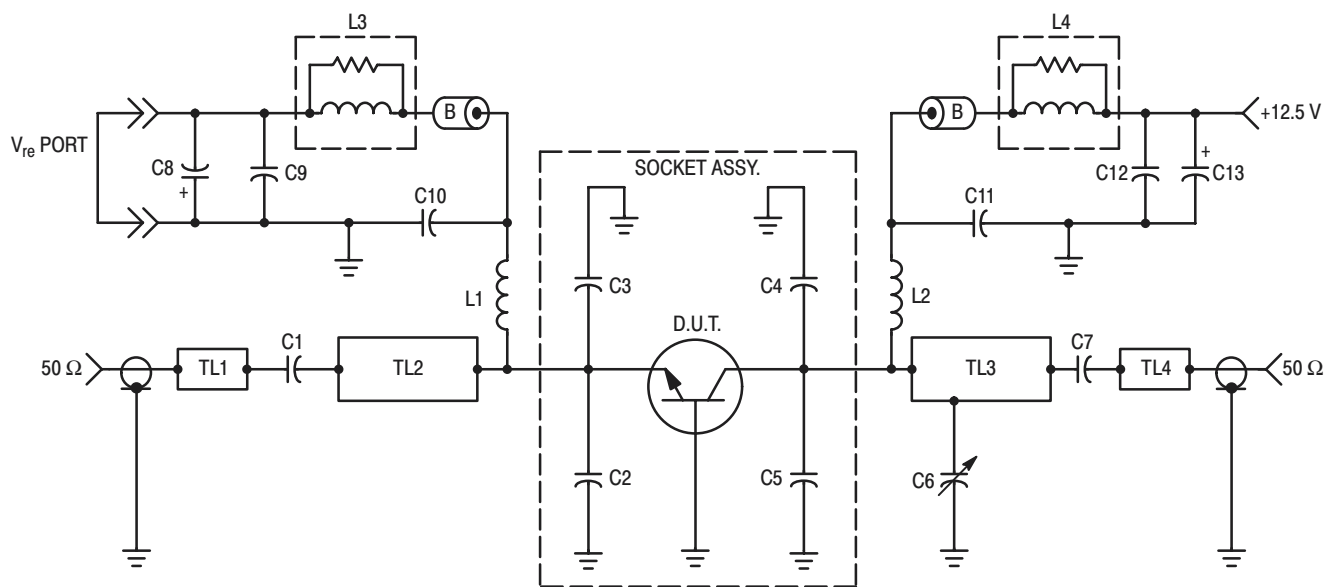 L3
L4
B
B
+12.5 V
V_re PORT
C8
+
C9
C10
SOCKET ASSY.
C11
C12
+
C13
L1
C3
C4
L2
D.U.T.
50 Ω
TL1
C1
TL2
TL3
C7
TL4
50 Ω
C2
C5
C6